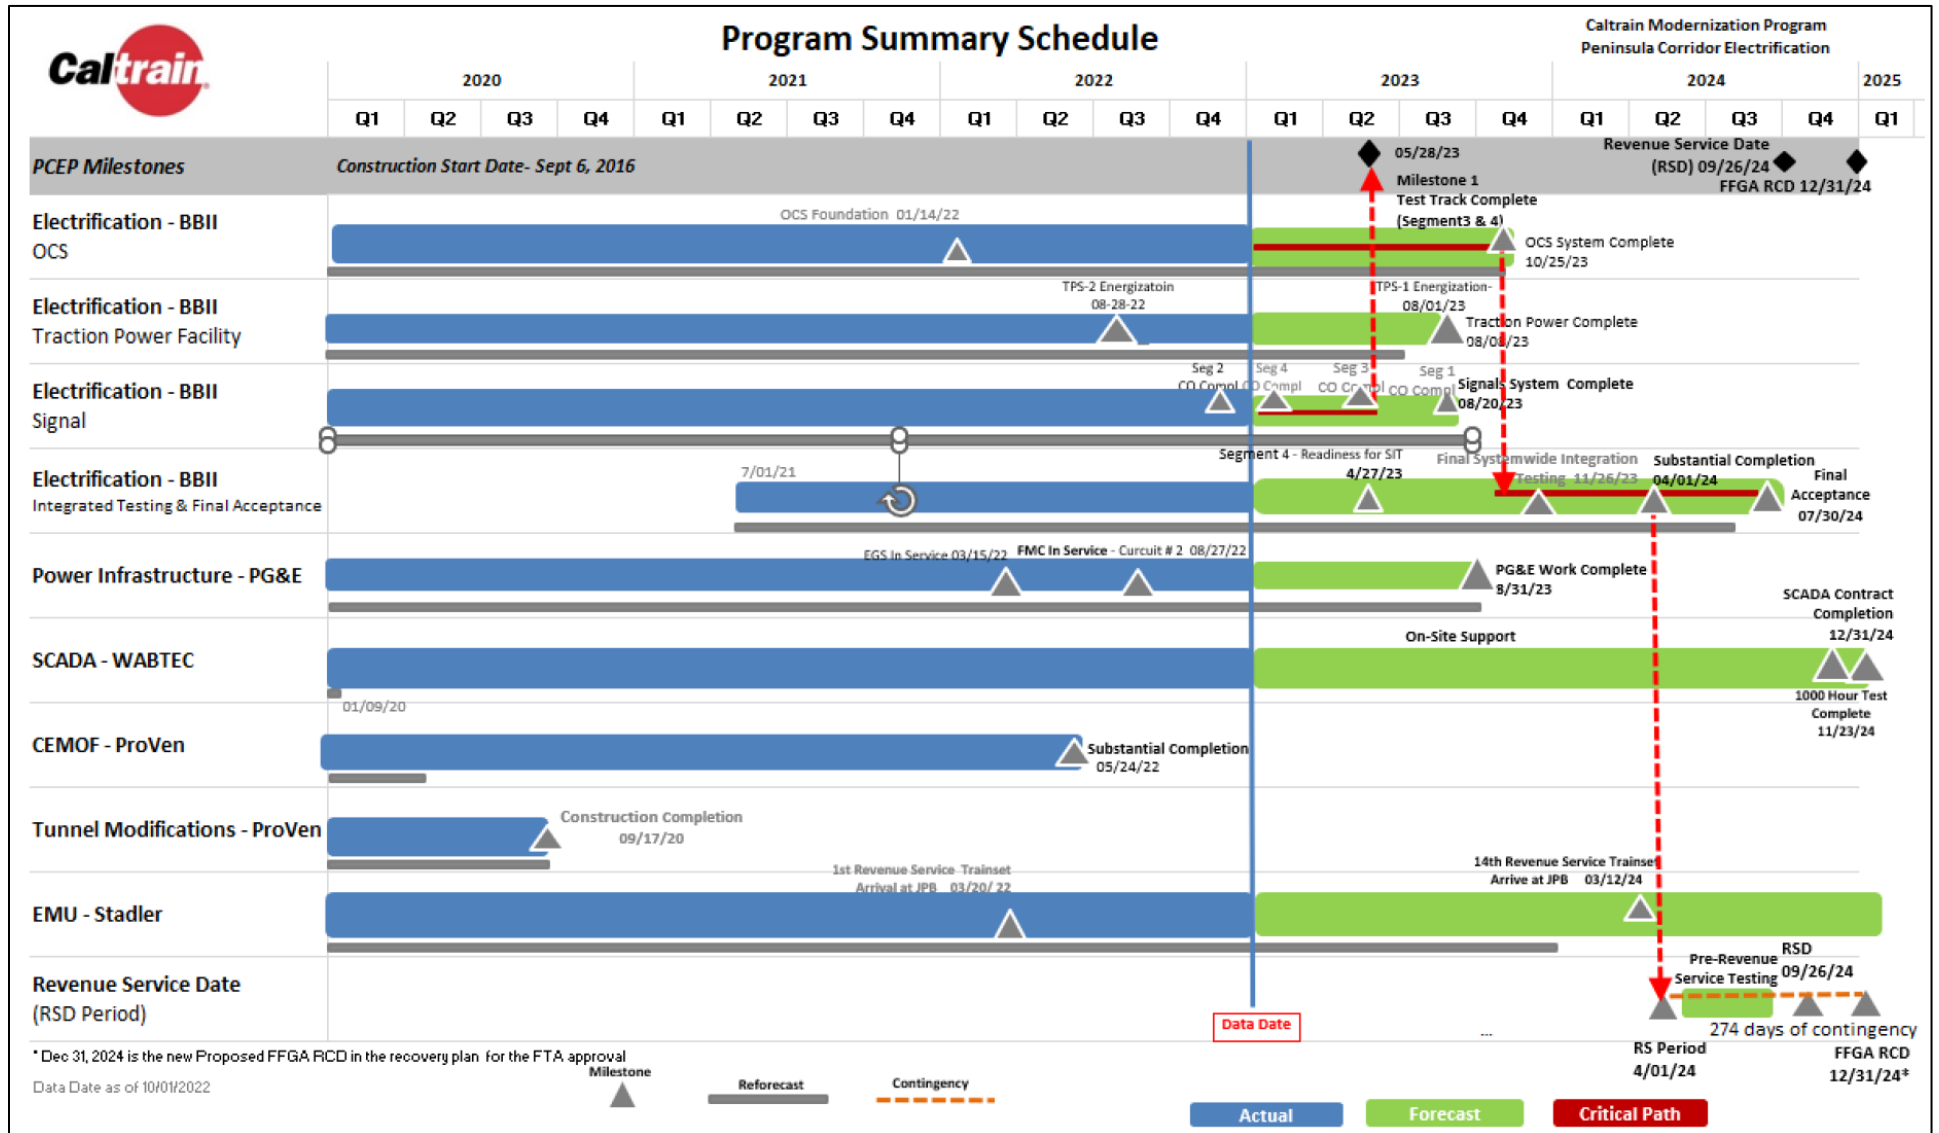 Caltrain
Program Summary Schedule
Caltrain Modernization Program
Peninsula Corridor Electrification
2020 2021 2022 2023 2024 2025
Q1 Q2 Q3 Q4 Q1 Q2 Q3 Q4 Q1 Q2 Q3 Q4 Q1 Q2 Q3 Q4 Q1 Q2 Q3 Q4 Q1
PCEP Milestones
Construction Start Date- Sept 6, 2016
05/28/23
Milestone 1
Test Track Complete
(Segment3 & 4)
Revenue Service Date
(RSD) 09/26/24
FFGA RCD 12/31/24
Electrification - BBII
OCS
OCS Foundation 01/14/22
OCS System Complete
10/25/23
Electrification - BBII
Traction Power Facility
TPS-2 Energizatoin
08-28-22
TPS-1 Energization-
08/01/23
Traction Power Complete
08/08/23
Electrification - BBII
Signal
Seg 2
CO Compl
Seg 4
CO Compl
Seg 3
CO Compl
Seg 1
CO Compl
Signals System Complete
08/20/23
Electrification - BBII
Integrated Testing & Final Acceptance
7/01/21
Segment 4 - Readiness for SIT
4/27/23
Final Systemwide Integration
Testing 11/26/23
Substantial Completion
04/01/24
Final
Acceptance
07/30/24
Power Infrastructure - PG&E
EGS In Service 03/15/22
FMC In Service - Curcuit # 2 08/27/22
PG&E Work Complete
8/31/23
SCADA - WABTEC
01/09/20
On-Site Support
SCADA Contract
Completion
12/31/24
1000 Hour Test
Complete
11/23/24
CEMOF - ProVen
Substantial Completion
05/24/22
Tunnel Modifications - ProVen
Construction Completion
09/17/20
EMU - Stadler
1st Revenue Service Trainset
Arrival at JPB 03/20/ 22
14th Revenue Service Trainset
Arrive at JPB 03/12/24
Revenue Service Date
(RSD Period)
Pre-Revenue
Service Testing
RSD
09/26/24
274 days of contingency
RS Period
4/01/24
FFGA RCD
12/31/24*
Data Date
...
* Dec 31, 2024 is the new Proposed FFGA RCD in the recovery plan for the FTA approval
Data Date as of 10/01/2022
Milestone
Reforecast
Contingency
Actual
Forecast
Critical Path